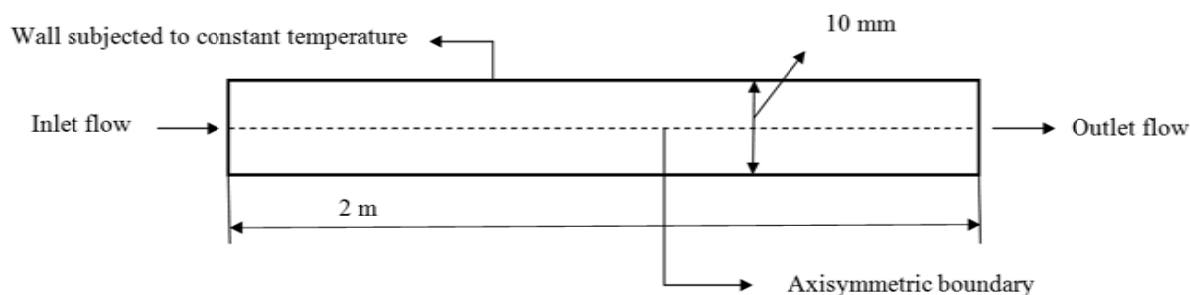 10 mm
Wall subjected to constant temperature
Inlet flow
Outlet flow
2 m
Axisymmetric boundary